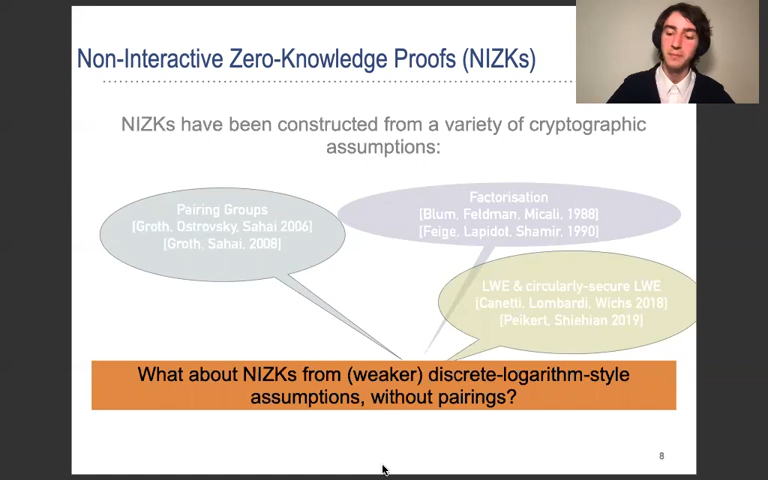 Non-Interactive Zero-Knowledge Proofs (NIZKs)
NIZKs have been constructed from a variety of cryptographic
assumptions:
Pairing Groups
[Groth, Ostrovsky, Sahai 2006]
[Groth, Sahai, 2008]
Factorisation
[Blum, Feldman, Micali, 1988]
[Feige, Lapidot, Shamir, 1990]
LWE & circularly-secure LWE
[Canetti, Lombardi, Wichs 2018]
[Peikert, Shiehian 2019]
What about NIZKs from (weaker) discrete-logarithm-style
assumptions, without pairings?
8